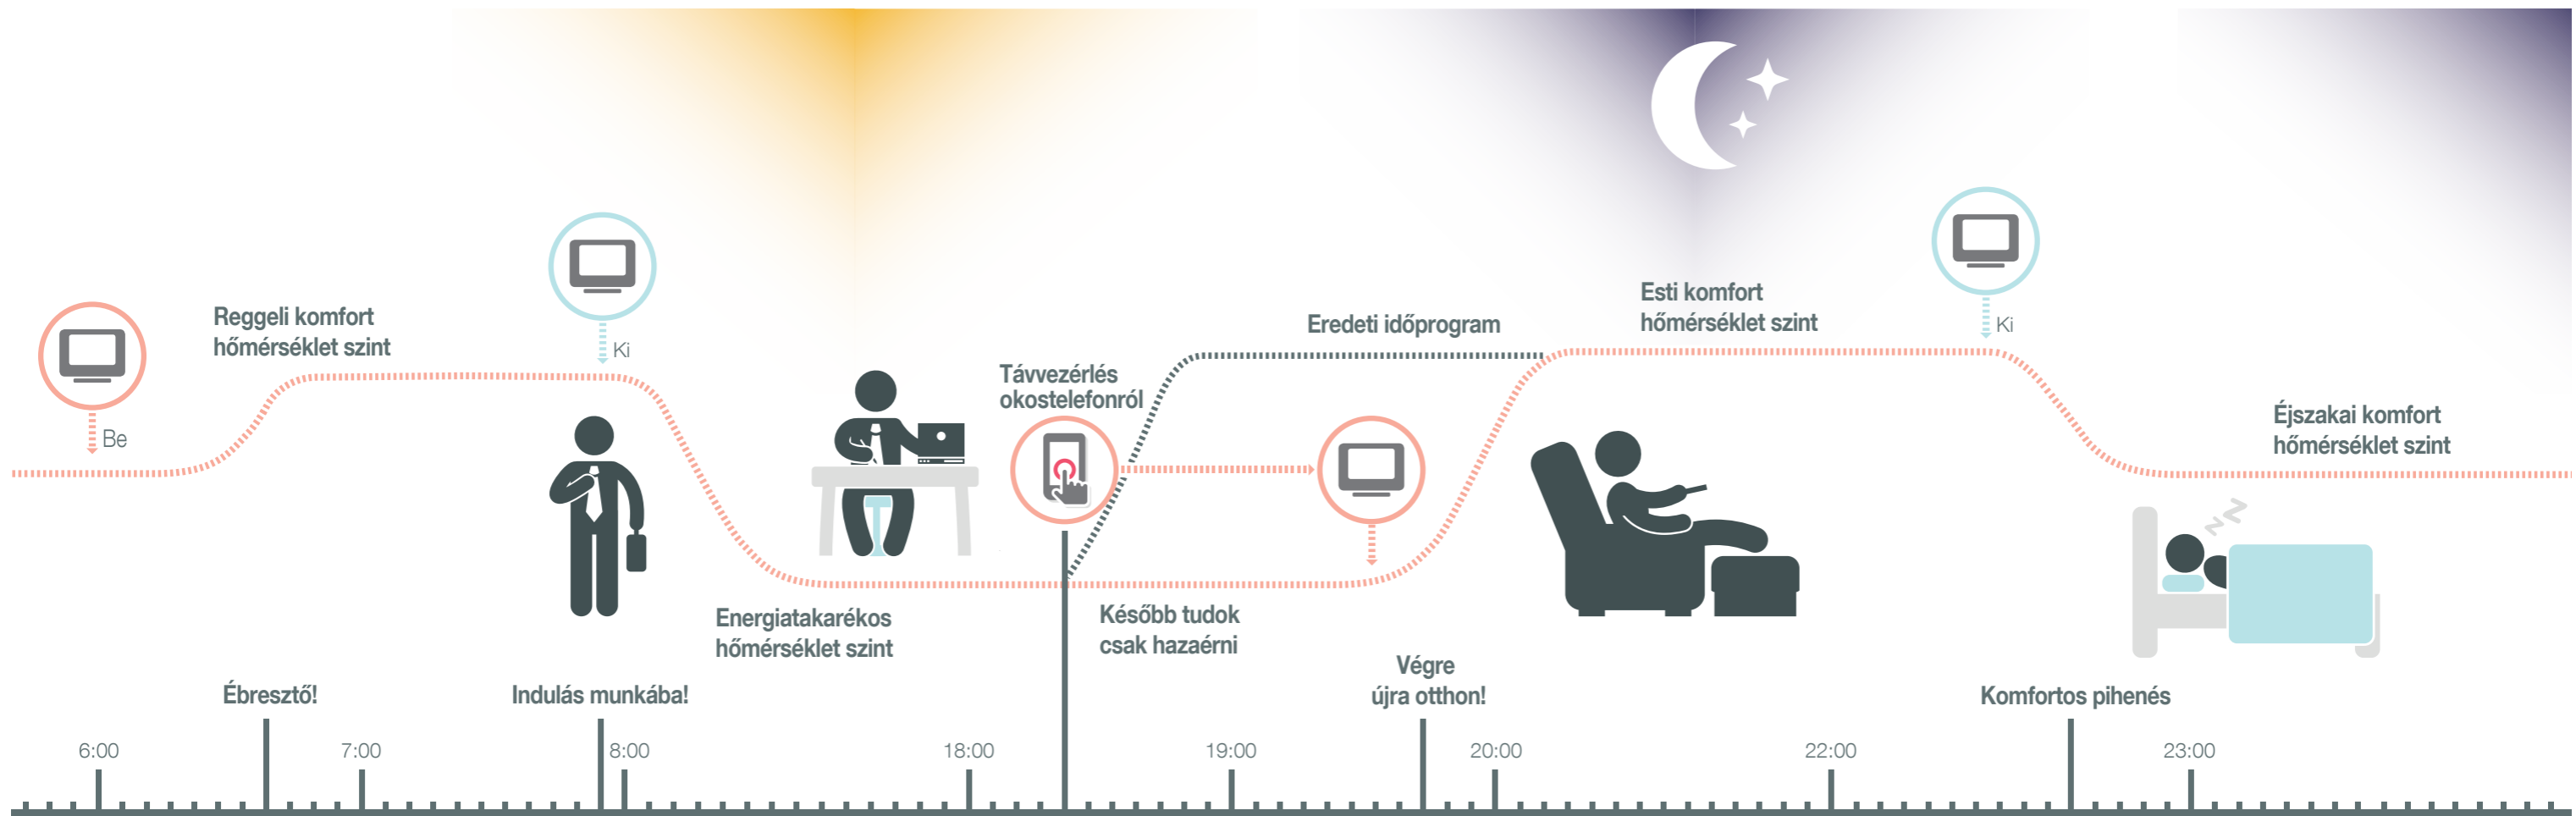 Be
Reggeli komfort
hőmérséklet szint
Ki
Energiatakarékos
hőmérséklet szint
Távvezérlés
okostelefonról
Később tudok
csak hazaérni
Eredeti időprogram
Esti komfort
hőmérséklet szint
Ki
Éjszakai komfort
hőmérséklet szint
zz
Ébresztő!
Indulás munkába!
Végre
újra otthon!
Komfortos pihenés
6:00
7:00
8:00
18:00
19:00
20:00
22:00
23:00